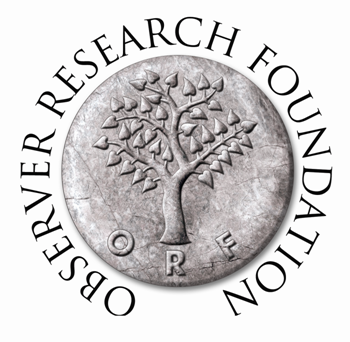 OBSERVER RESEARCH FOUNDATION
O R F